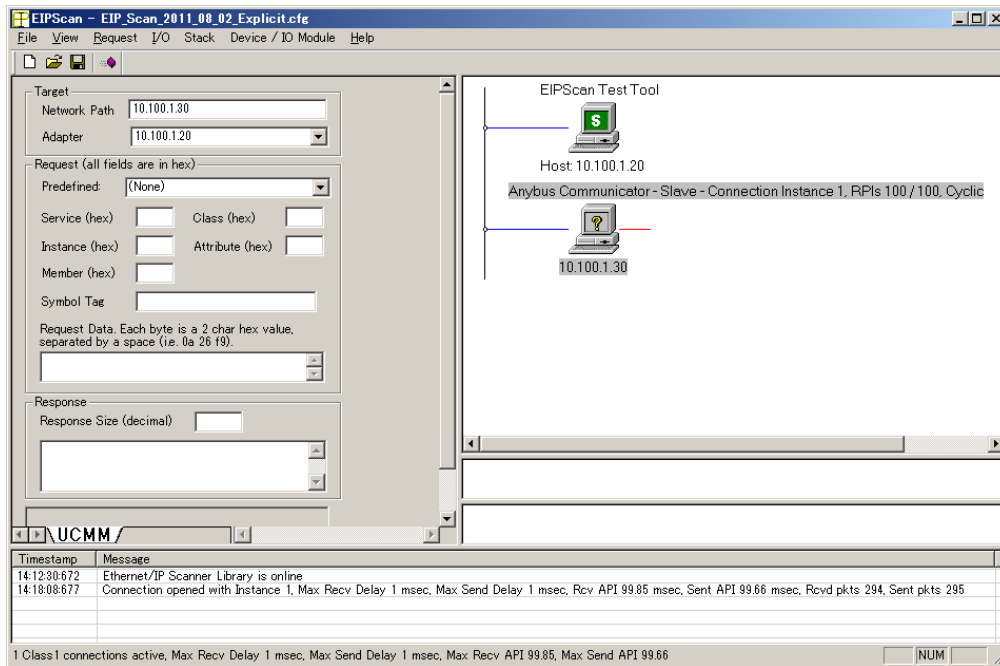 EIPScan - EIP_Scan_2011_08_02_Explicit.cfg
File View Request I/O Stack Device / IO Module Help
Target
Network Path 10.100.1.30
Adapter 10.100.1.20
Request (all fields are in hex)
Predefined: (None)
Service (hex) Class (hex)
Instance (hex) Attribute (hex)
Member (hex)
Symbol Tag
Request Data. Each byte is a 2 char hex value,
separated by a space (i.e. 0a 26 f9).
Response
Response Size (decimal)
UCMM
EIPScan Test Tool
S
Host: 10.100.1.20
Anybus Communicator - Slave - Connection Instance 1, RPIs 100 / 100, Cyclic
?
10.100.1.30
Timestamp Message
14:12:30:672 Ethernet/IP Scanner Library is online
14:18:08:677 Connection opened with Instance 1, Max Recv Delay 1 msec, Max Send Delay 1 msec, Rcv API 99.85 msec, Sent API 99.66 msec, Rcvd pkts 294, Sent pkts 295
1 Class1 connections active, Max Recv Delay 1 msec, Max Send Delay 1 msec, Max Recv API 99.85, Max Send API 99.66
NUM